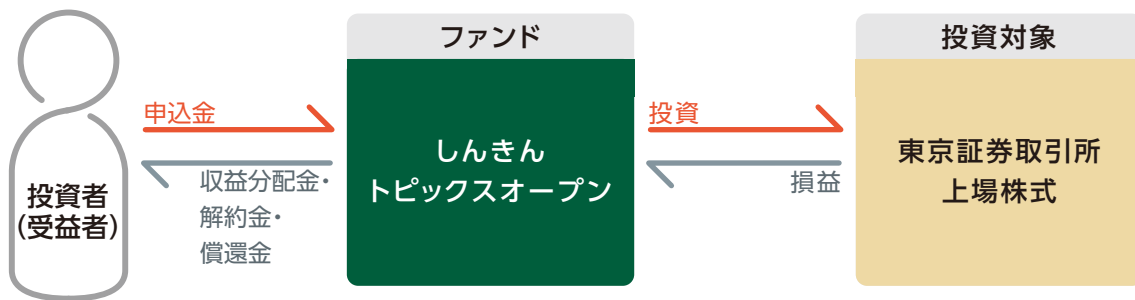 投資者
(受益者)
申込金
収益分配金・
解約金・
償還金
ファンド
しんきん
トピックスオープン
投資
損益
投資対象
東京証券取引所
上場株式